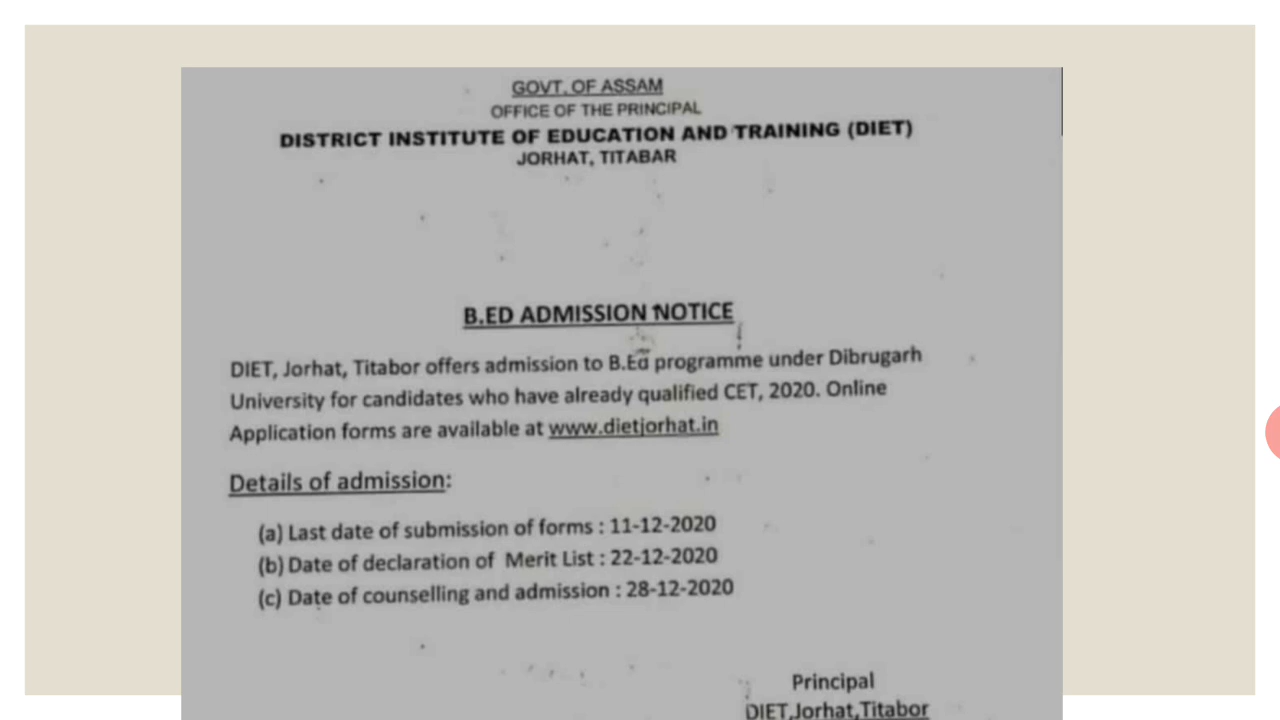 GOVT. OF ASSAM
OFFICE OF THE PRINCIPAL
DISTRICT INSTITUTE OF EDUCATION AND TRAINING (DIET)
JORHAT, TITABAR
B.ED ADMISSION NOTICE
DIET, Jorhat, Titabor offers admission to B.Ed programme under Dibrugarh
University for candidates who have already qualified CET, 2020. Online
Application forms are available at www.dietjorhat.in
Details of admission:
(a) Last date of submission of forms : 11-12-2020
(b) Date of declaration of Merit List : 22-12-2020
(c) Date of counselling and admission : 28-12-2020
Principal
DIET,Jorhat,Titabor